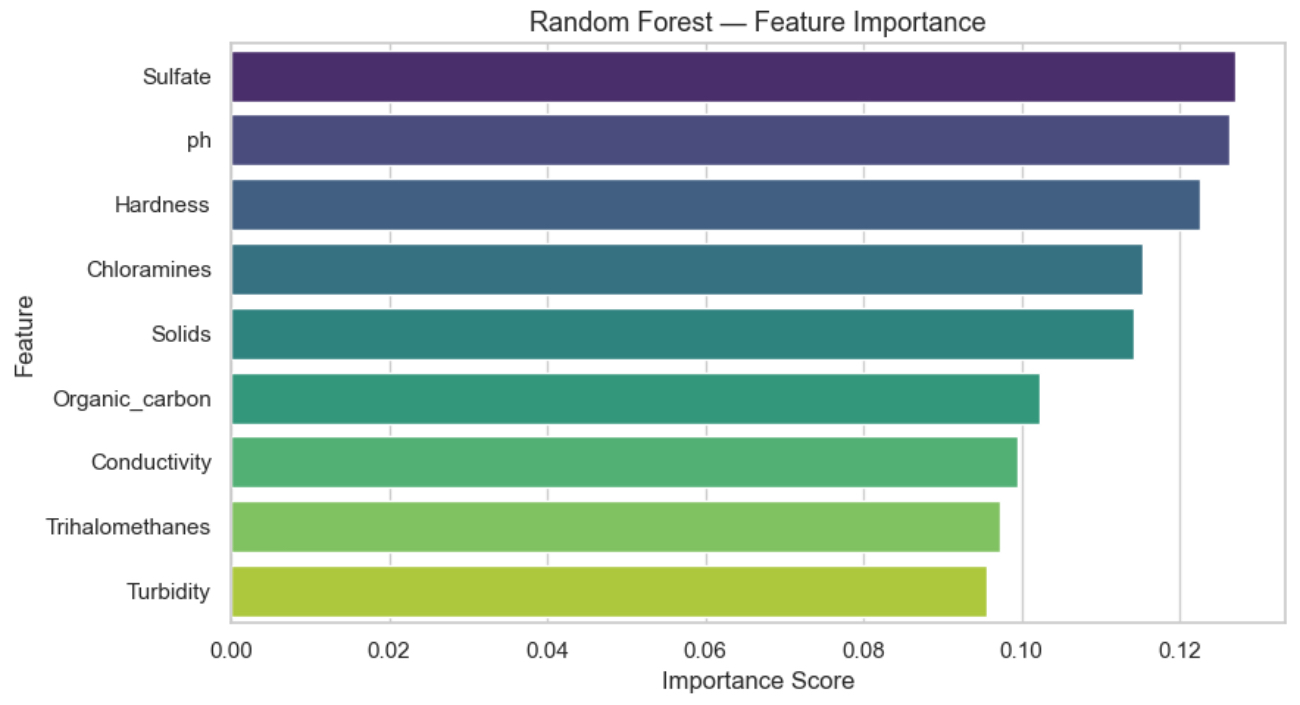 Random Forest — Feature Importance
Feature
Sulfate
ph
Hardness
Chloramines
Solids
Organic_carbon
Conductivity
Trihalomethanes
Turbidity
0.00 0.02 0.04 0.06 0.08 0.10 0.12
Importance Score